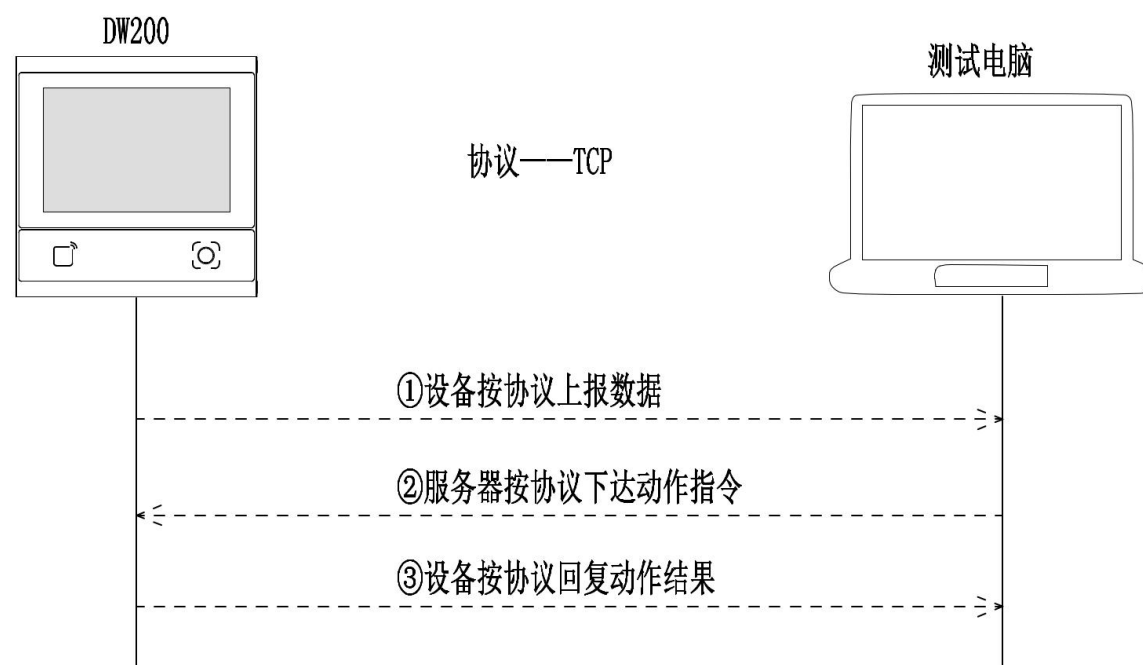 DW200
测试电脑
协议——TCP
①设备按协议上报数据
②服务器按协议下达动作指令
③设备按协议回复动作结果